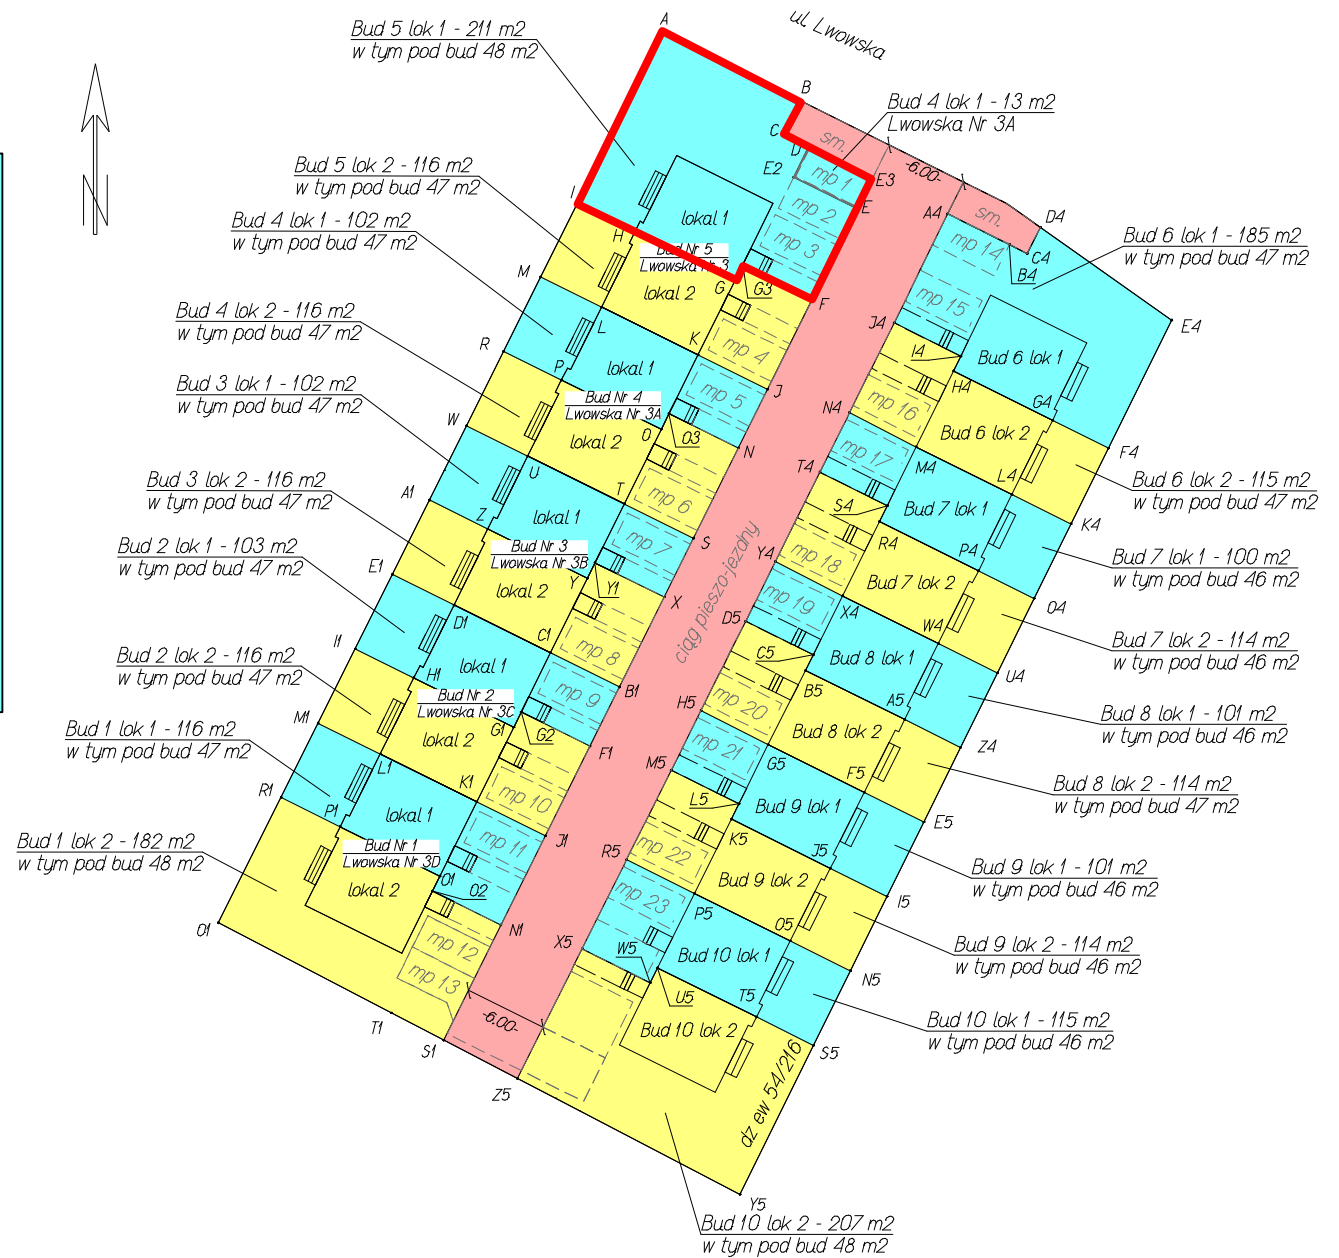 ul. Lwowska
A
Bud 5 lok 1 - 211 m2
w tym pod bud 48 m2
B
Bud 4 lok 1 - 13 m2
Lwowska Nr 3A
C
sm.
D
E2
mp 1
E3
-6.00-
E
A4
sm.
D4
C4
B4
N
Bud 5 lok 2 - 116 m2
w tym pod bud 47 m2
I
mp 2
mp 3
lokal 1
H
Bud Nr 5
Lwowska Nr 3
lokal 2
G
G3
F
mp 14
mp 15
Bud 6 lok 1 - 185 m2
w tym pod bud 47 m2
E4
Bud 4 lok 1 - 102 m2
w tym pod bud 47 m2
M
L
K
mp 4
J
J4
I4
Bud 6 lok 1
H4
G4
F4
Bud 4 lok 2 - 116 m2
w tym pod bud 47 m2
R
P
lokal 1
mp 5
Bud Nr 4
Lwowska Nr 3A
lokal 2
O
O3
N
N4
mp 16
Bud 6 lok 2
L4
K4
Bud 6 lok 2 - 115 m2
w tym pod bud 47 m2
Bud 3 lok 1 - 102 m2
w tym pod bud 47 m2
W
U
T
mp 6
S
T4
mp 17
M4
S4
Bud 7 lok 1
P4
O4
Bud 7 lok 1 - 100 m2
w tym pod bud 46 m2
Bud 3 lok 2 - 116 m2
w tym pod bud 47 m2
A1
Z
lokal 1
mp 7
Bud Nr 3
Lwowska Nr 3B
lokal 2
Y
Y1
X
ciąg pieszo-jezdny
Y4
mp 18
R4
Bud 7 lok 2
W4
U4
Bud 7 lok 2 - 114 m2
w tym pod bud 46 m2
Bud 2 lok 1 - 103 m2
w tym pod bud 47 m2
E1
D1
C1
mp 8
B1
D5
mp 19
X4
C5
Bud 8 lok 1
A5
Z4
Bud 8 lok 1 - 101 m2
w tym pod bud 46 m2
Bud 2 lok 2 - 116 m2
w tym pod bud 47 m2
I1
H1
lokal 1
mp 9
Bud Nr 2
Lwowska Nr 3C
lokal 2
G1
G2
F1
H5
mp 20
B5
Bud 8 lok 2
F5
E5
Bud 8 lok 2 - 114 m2
w tym pod bud 47 m2
Bud 1 lok 1 - 116 m2
w tym pod bud 47 m2
M1
L1
K1
mp 10
J1
M5
mp 21
G5
L5
Bud 9 lok 1
J5
I5
Bud 9 lok 1 - 101 m2
w tym pod bud 46 m2
Bud 1 lok 2 - 182 m2
w tym pod bud 48 m2
R1
P1
lokal 1
mp 11
Bud Nr 1
Lwowska Nr 3D
lokal 2
O1
O2
N1
R5
mp 22
K5
Bud 9 lok 2
O5
N5
Bud 9 lok 2 - 114 m2
w tym pod bud 46 m2
O1
mp 12
mp 13
X5
mp 23
P5
W5
Bud 10 lok 1
T5
S5
Bud 10 lok 1 - 115 m2
w tym pod bud 46 m2
T1
S1
-6.00-
U5
Bud 10 lok 2
dz ew 54/216
Z5
Y5
Bud 10 lok 2 - 207 m2
w tym pod bud 48 m2